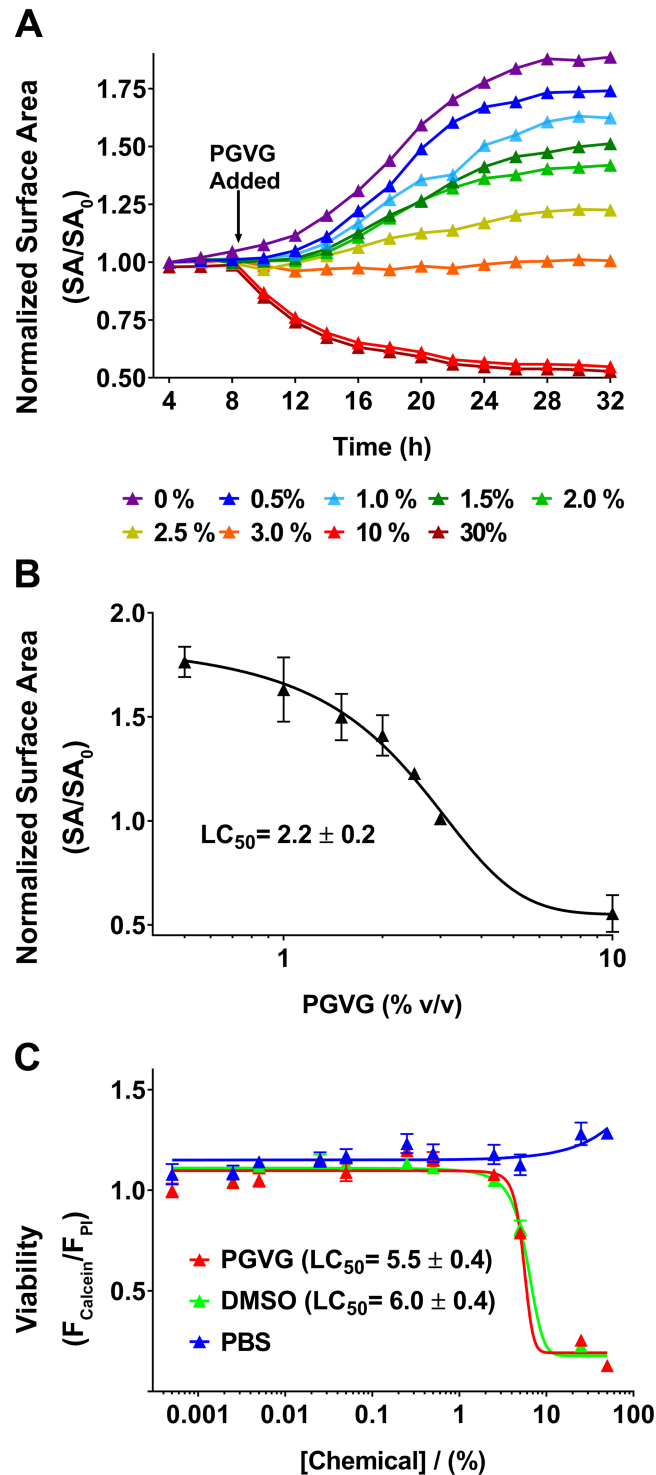 A
Normalized Surface Area
(SA/SA₀)
1.75
1.50
1.25
1.00
0.75
0.50
PGVG
Added
4 8 12 16 20 24 28 32
Time (h)
0 % 0.5% 1.0 % 1.5% 2.0 %
2.5 % 3.0 % 10 % 30%
B
Normalized Surface Area
(SA/SA₀)
2.0
1.5
1.0
0.5
LC₅₀= 2.2 ± 0.2
1 10
PGVG (% v/v)
C
Viability
(F_Calcein/F_PI)
1.5
1.0
0.5
PGVG (LC₅₀= 5.5 ± 0.4)
DMSO (LC₅₀= 6.0 ± 0.4)
PBS
0.001 0.01 0.1 1 10 100
[Chemical] / (%)